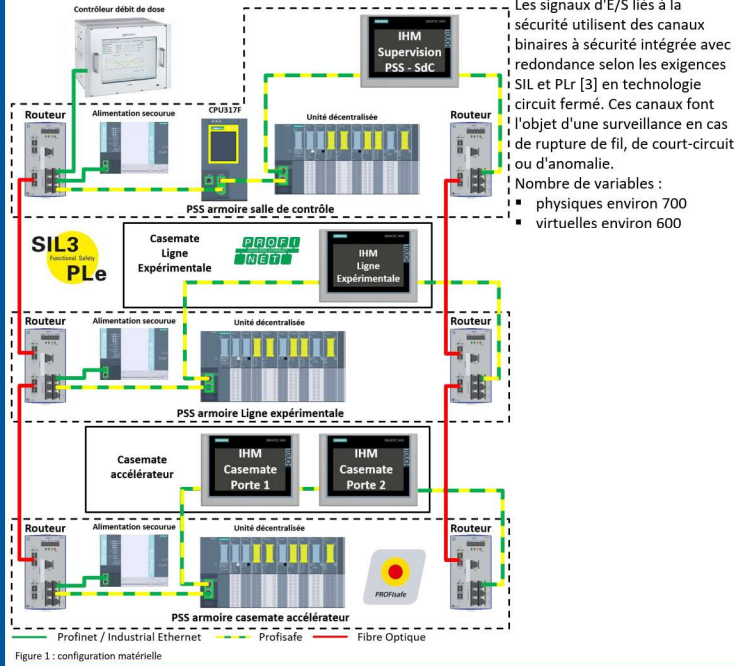 Contrôleur débit de dose
IHM
Supervision
PSS - SdC
Les signaux d'E/S liés à la
sécurité utilisent des canaux
binaires à sécurité intégrée avec
redondance selon les exigences
SIL et PLr [3] en technologie
circuit fermé. Ces canaux font
l'objet d'une surveillance en cas
de rupture de fil, de court-circuit
ou d'anomalie.
Nombre de variables :
▪ physiques environ 700
▪ virtuelles environ 600
Routeur
Alimentation secourue
CPU317F
Unité décentralisée
Routeur
PSS armoire salle de contrôle
SIL3
Functional Safety
PLe
Casemate
Ligne
Expérimentale
PROFI
NET
IHM
Ligne
Expérimentale
Routeur
Alimentation secourue
Unité décentralisée
Routeur
PSS armoire Ligne expérimentale
Casemate
accélérateur
IHM
Casemate
Porte 1
IHM
Casemate
Porte 2
Routeur
Alimentation secourue
Unité décentralisée
Routeur
PROFIsafe
PSS armoire casemate accélérateur
Profinet / Industrial Ethernet
Profisafe
Fibre Optique
Figure 1 : configuration matérielle